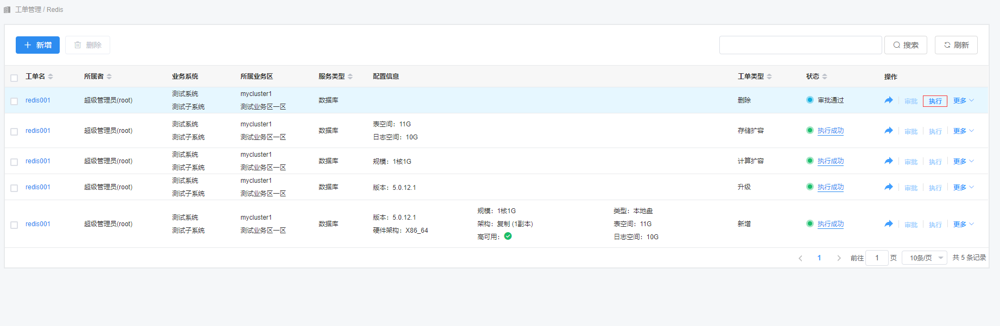 工单管理 / Redis
新增
删除
搜索
刷新
工单名 所属者 业务系统 所属业务区 服务类型 配置信息 工单类型 状态 操作
redis001 超级管理员(root) 测试系统 mycluster1 数据库 删除 审批通过 审批 执行 更多
测试子系统 测试业务区一区
redis001 超级管理员(root) 测试系统 mycluster1 数据库 表空间：11G 存储扩容 执行成功 审批 执行 更多
测试子系统 测试业务区一区 日志空间：10G
redis001 超级管理员(root) 测试系统 mycluster1 数据库 规模：1核1G 计算扩容 执行成功 审批 执行 更多
测试子系统 测试业务区一区
redis001 超级管理员(root) 测试系统 mycluster1 数据库 版本：5.0.12.1 升级 执行成功 审批 执行 更多
测试子系统 测试业务区一区
规模：1核1G 类型：本地盘
redis001 超级管理员(root) 测试系统 mycluster1 数据库 版本：5.0.12.1 架构：复制 (1副本) 表空间：11G 新增 执行成功 审批 执行 更多
测试子系统 测试业务区一区 硬件架构：X86_64 高可用： 日志空间：10G
1 前往 1 页 10条/页 共 5 条记录